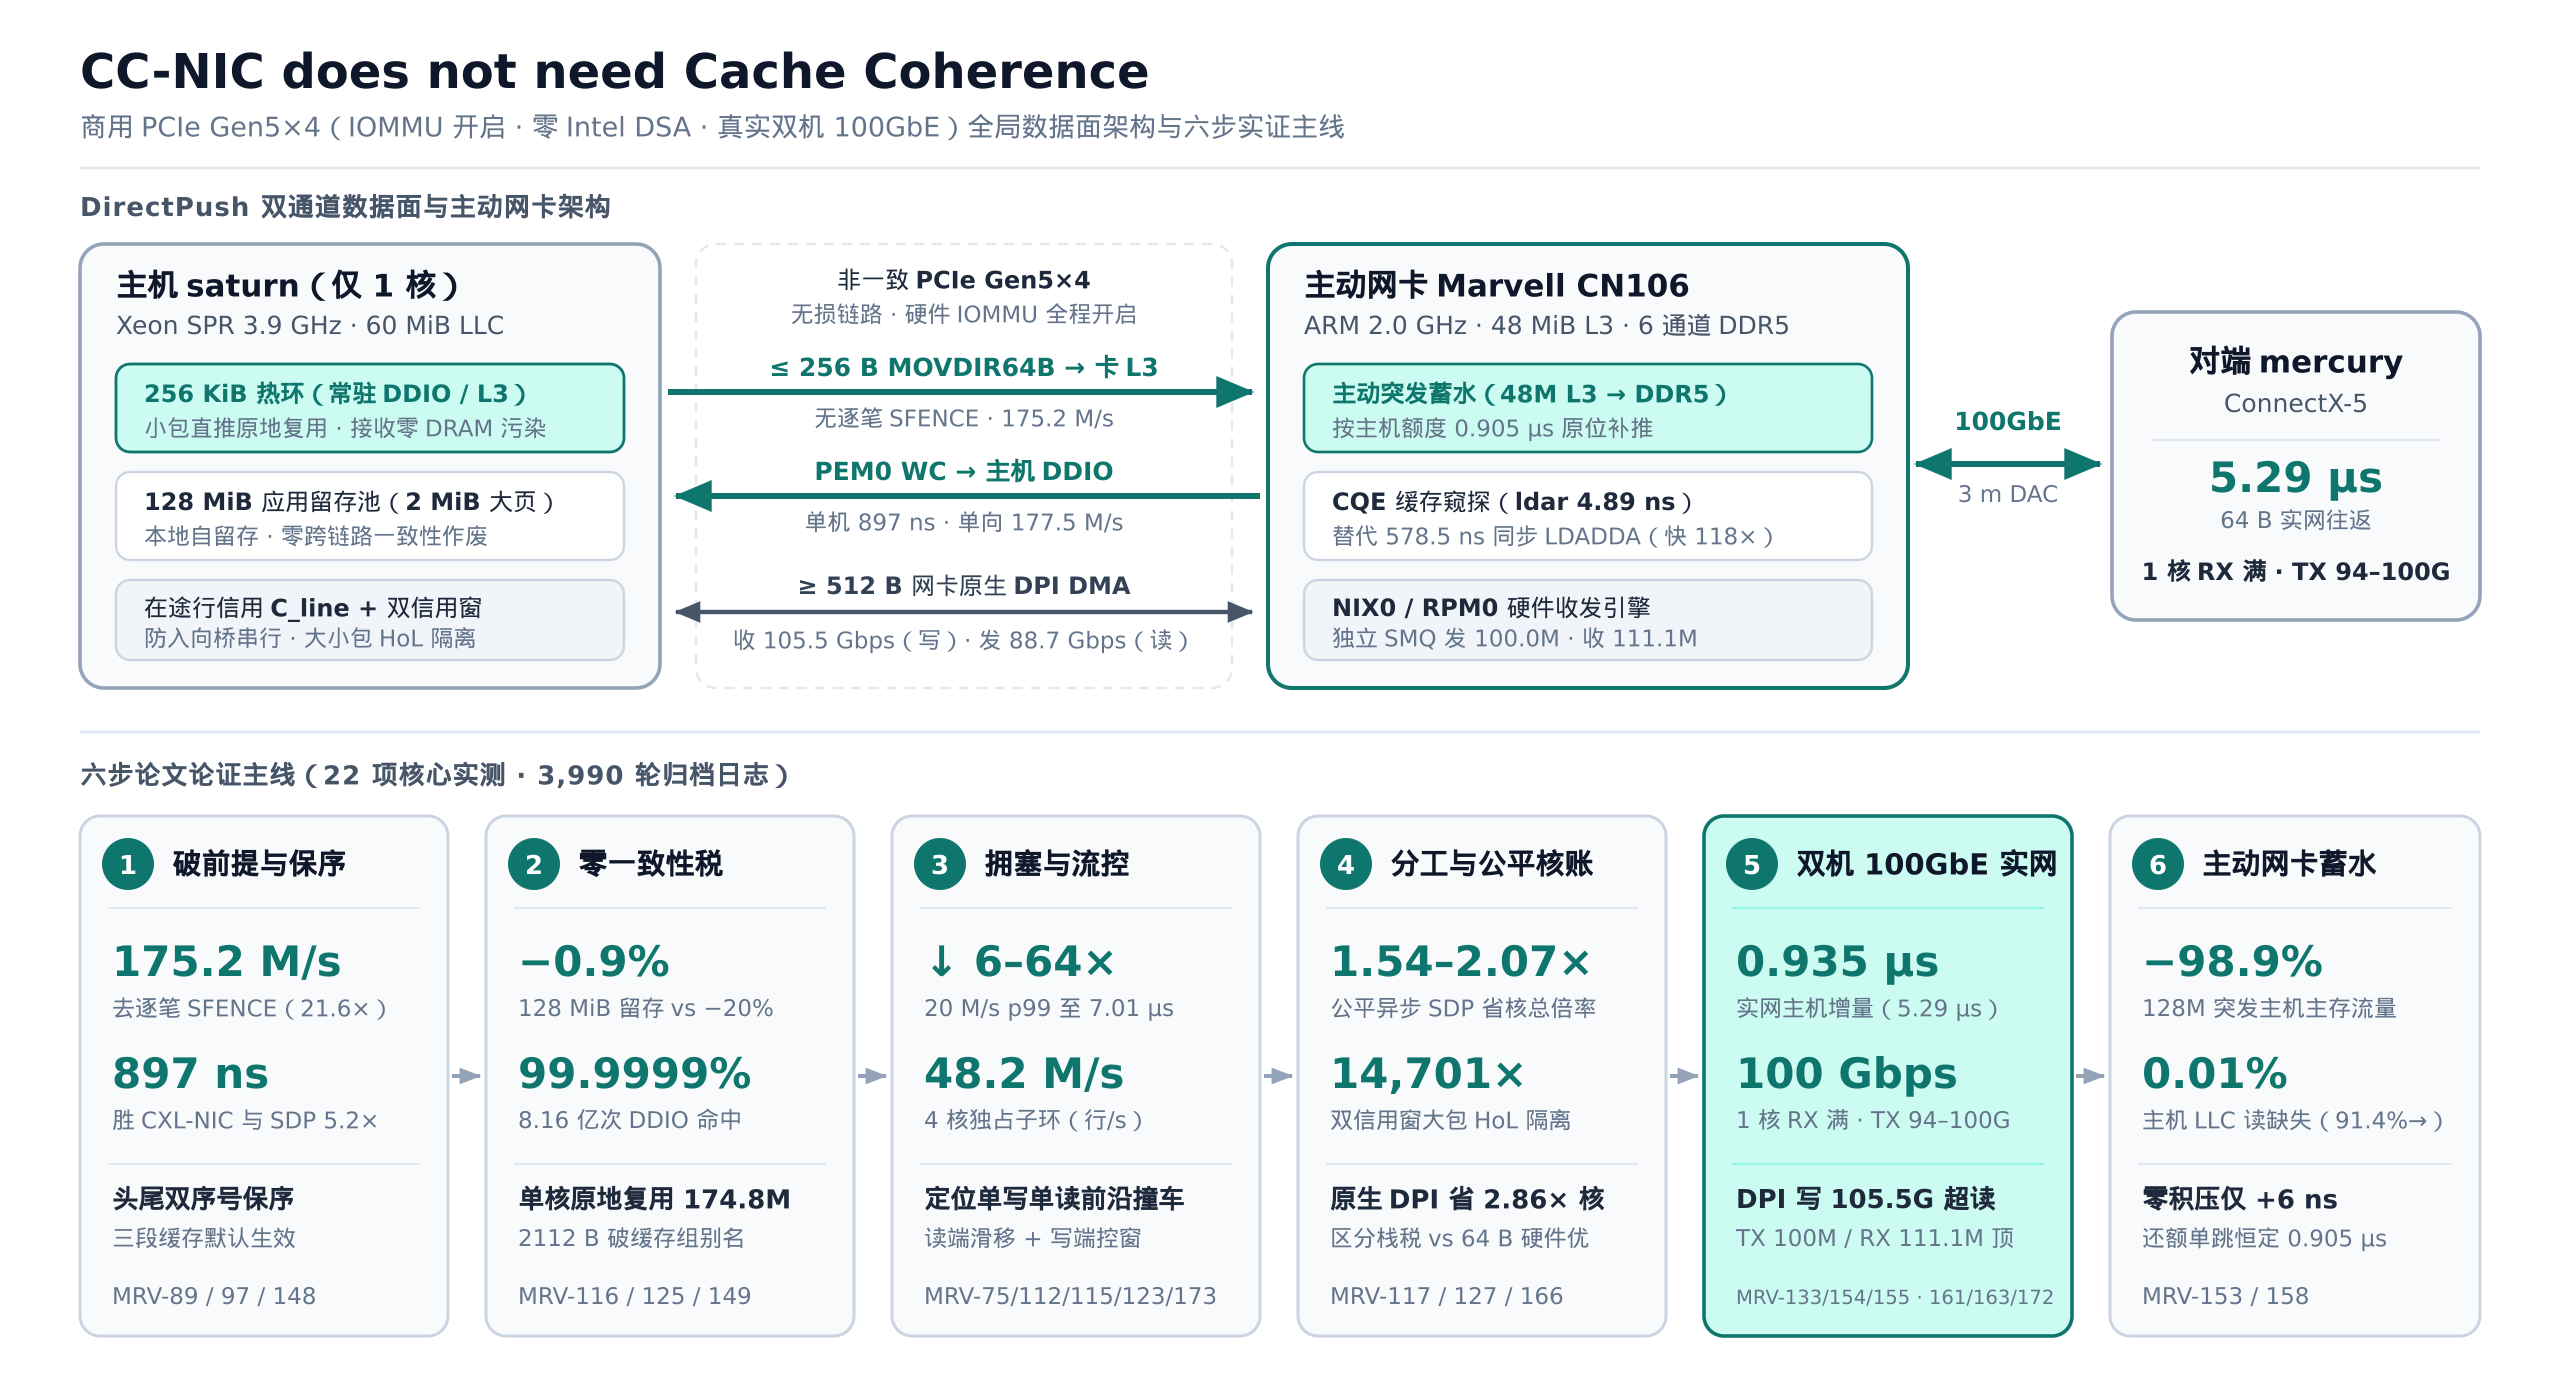 CC-NIC does not need Cache Coherence
商用 PCIe Gen5×4（IOMMU 开启 · 零 Intel DSA · 真实双机 100GbE）全局数据面架构与六步实证主线
DirectPush 双通道数据面与主动网卡架构
主机 saturn（仅 1 核）
Xeon SPR 3.9 GHz · 60 MiB LLC
256 KiB 热环（常驻 DDIO / L3）
小包直推原地复用 · 接收零 DRAM 污染
128 MiB 应用留存池（2 MiB 大页）
本地自留存 · 零跨链路一致性作废
在途行信用 C_line + 双信用窗
防入向桥串行 · 大小包 HoL 隔离
非一致 PCIe Gen5×4
无损链路 · 硬件 IOMMU 全程开启
≤ 256 B MOVDIR64B → 卡 L3
无逐笔 SFENCE · 175.2 M/s
PEM0 WC → 主机 DDIO
单机 897 ns · 单向 177.5 M/s
≥ 512 B 网卡原生 DPI DMA
收 105.5 Gbps（写）· 发 88.7 Gbps（读）
主动网卡 Marvell CN106
ARM 2.0 GHz · 48 MiB L3 · 6 通道 DDR5
主动突发蓄水（48M L3 → DDR5）
按主机额度 0.905 µs 原位补推
CQE 缓存窥探（ldar 4.89 ns）
替代 578.5 ns 同步 LDADDA（快 118×）
NIX0 / RPM0 硬件收发引擎
独立 SMQ 发 100.0M · 收 111.1M
100GbE
3 m DAC
对端 mercury
ConnectX-5
5.29 µs
64 B 实网往返
1 核 RX 满 · TX 94–100G
六步论文论证主线（22 项核心实测 · 3,990 轮归档日志）
1 破前提与保序
175.2 M/s
去逐笔 SFENCE（21.6×）
897 ns
胜 CXL-NIC 与 SDP 5.2×
头尾双序号保序
三段缓存默认生效
MRV-89 / 97 / 148
2 零一致性税
−0.9%
128 MiB 留存 vs −20%
99.9999%
8.16 亿次 DDIO 命中
单核原地复用 174.8M
2112 B 破缓存组别名
MRV-116 / 125 / 149
3 拥塞与流控
↓ 6–64×
20 M/s p99 至 7.01 µs
48.2 M/s
4 核独占子环（行/s）
定位单写单读前沿撞车
读端滑移 + 写端控窗
MRV-75/112/115/123/173
4 分工与公平核账
1.54–2.07×
公平异步 SDP 省核总倍率
14,701×
双信用窗大包 HoL 隔离
原生 DPI 省 2.86× 核
区分栈税 vs 64 B 硬件优
MRV-117 / 127 / 166
5 双机 100GbE 实网
0.935 µs
实网主机增量（5.29 µs）
100 Gbps
1 核 RX 满 · TX 94–100G
DPI 写 105.5G 超读
TX 100M / RX 111.1M 顶
MRV-133/154/155 · 161/163/172
6 主动网卡蓄水
−98.9%
128M 突发主机主存流量
0.01%
主机 LLC 读缺失（91.4%→）
零积压仅 +6 ns
还额单跳恒定 0.905 µs
MRV-153 / 158